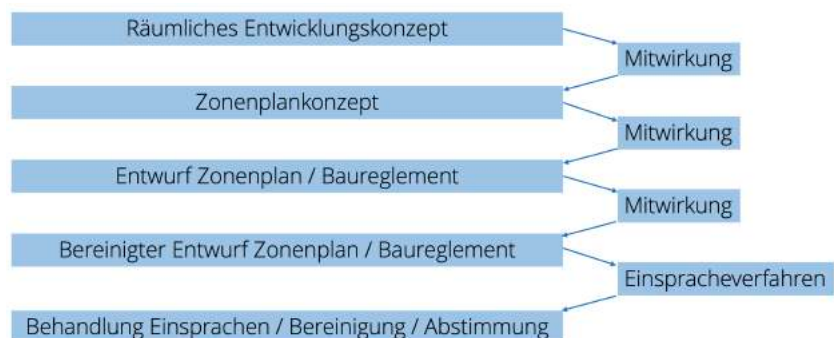 Räumliches Entwicklungskonzept
Mitwirkung
Zonenplankonzept
Mitwirkung
Entwurf Zonenplan / Baureglement
Mitwirkung
Bereinigter Entwurf Zonenplan / Baureglement
Einspracheverfahren
Behandlung Einsprachen / Bereinigung / Abstimmung